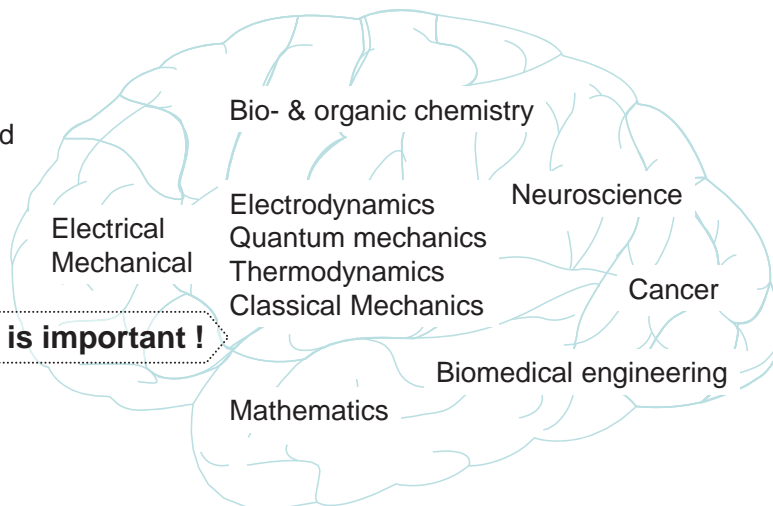 Bio- & organic chemistry
d
Neuroscience
Electrodynamics
Quantum mechanics
Thermodynamics
Classical Mechanics
Electrical
Mechanical
Cancer
is important !
Biomedical engineering
Mathematics